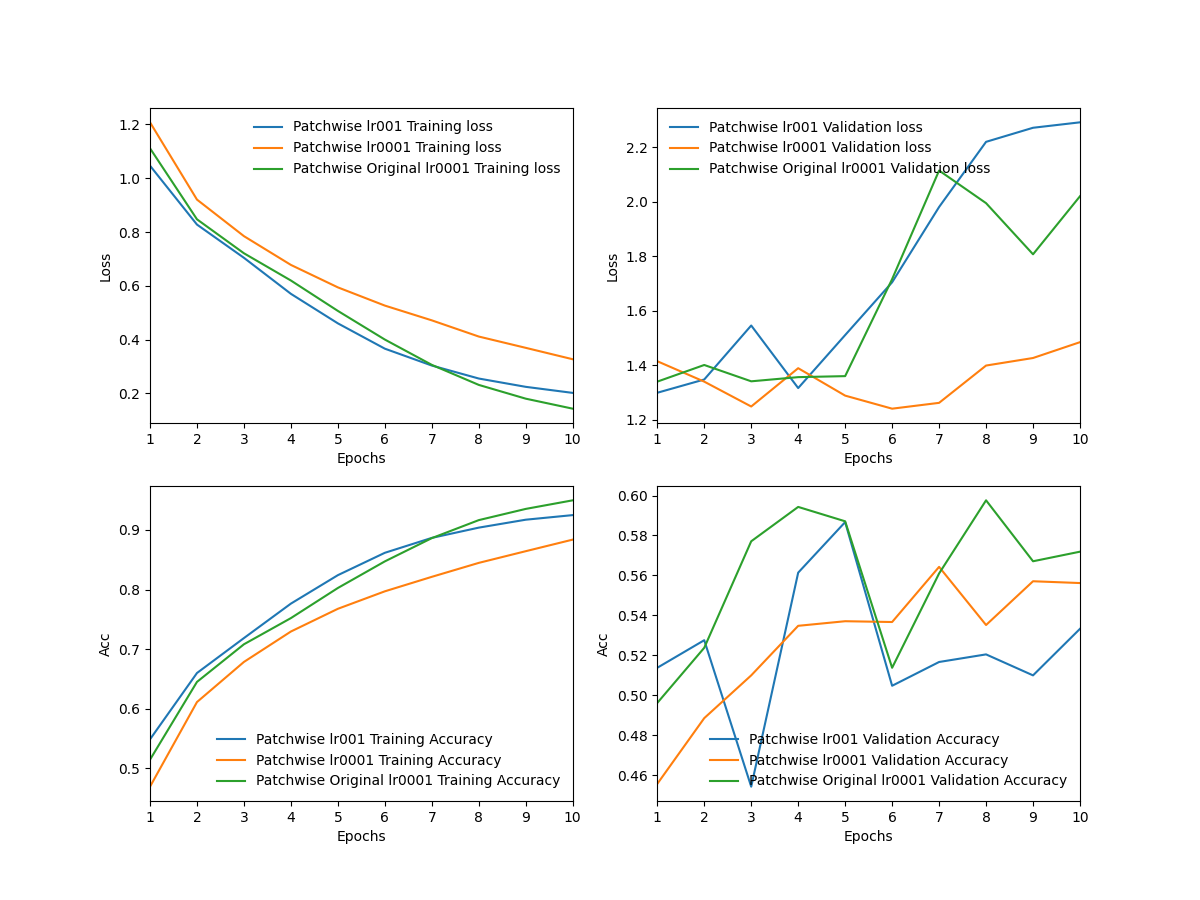 Patchwise lr001 Training loss
Patchwise lr0001 Training loss
Patchwise Original lr0001 Training loss
1.2
1.0
0.8
0.6
0.4
0.2
Loss
1 2 3 4 5 6 7 8 9 10
Epochs
Patchwise lr001 Validation loss
Patchwise lr0001 Validation loss
Patchwise Original lr0001 Validation loss
2.2
2.0
1.8
1.6
1.4
1.2
Loss
1 2 3 4 5 6 7 8 9 10
Epochs
0.9
0.8
0.7
0.6
0.5
Acc
Patchwise lr001 Training Accuracy
Patchwise lr0001 Training Accuracy
Patchwise Original lr0001 Training Accuracy
1 2 3 4 5 6 7 8 9 10
Epochs
0.60
0.58
0.56
0.54
0.52
0.50
0.48
0.46
Acc
Patchwise lr001 Validation Accuracy
Patchwise lr0001 Validation Accuracy
Patchwise Original lr0001 Validation Accuracy
1 2 3 4 5 6 7 8 9 10
Epochs